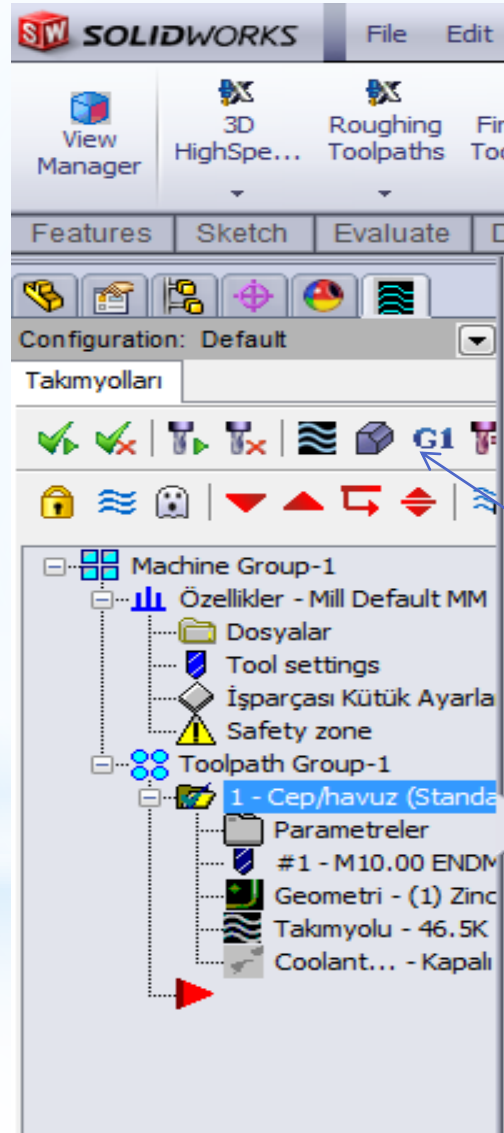 SW SOLIDWORKS File Edit
View Manager
3D HighSpe...
Roughing Toolpaths
Features Sketch Evaluate
Configuration: Default
Takımyolları
G1
Machine Group-1
Özellikler - Mill Default MM
Dosyalar
Tool settings
İşparçası Kütük Ayarla
Safety zone
Toolpath Group-1
1 - Cep/havuz (Standa
Parametreler
#1 - M10.00 ENDM
Geometri - (1) Zinc
Takımyolu - 46.5K
Coolant... - Kapalı